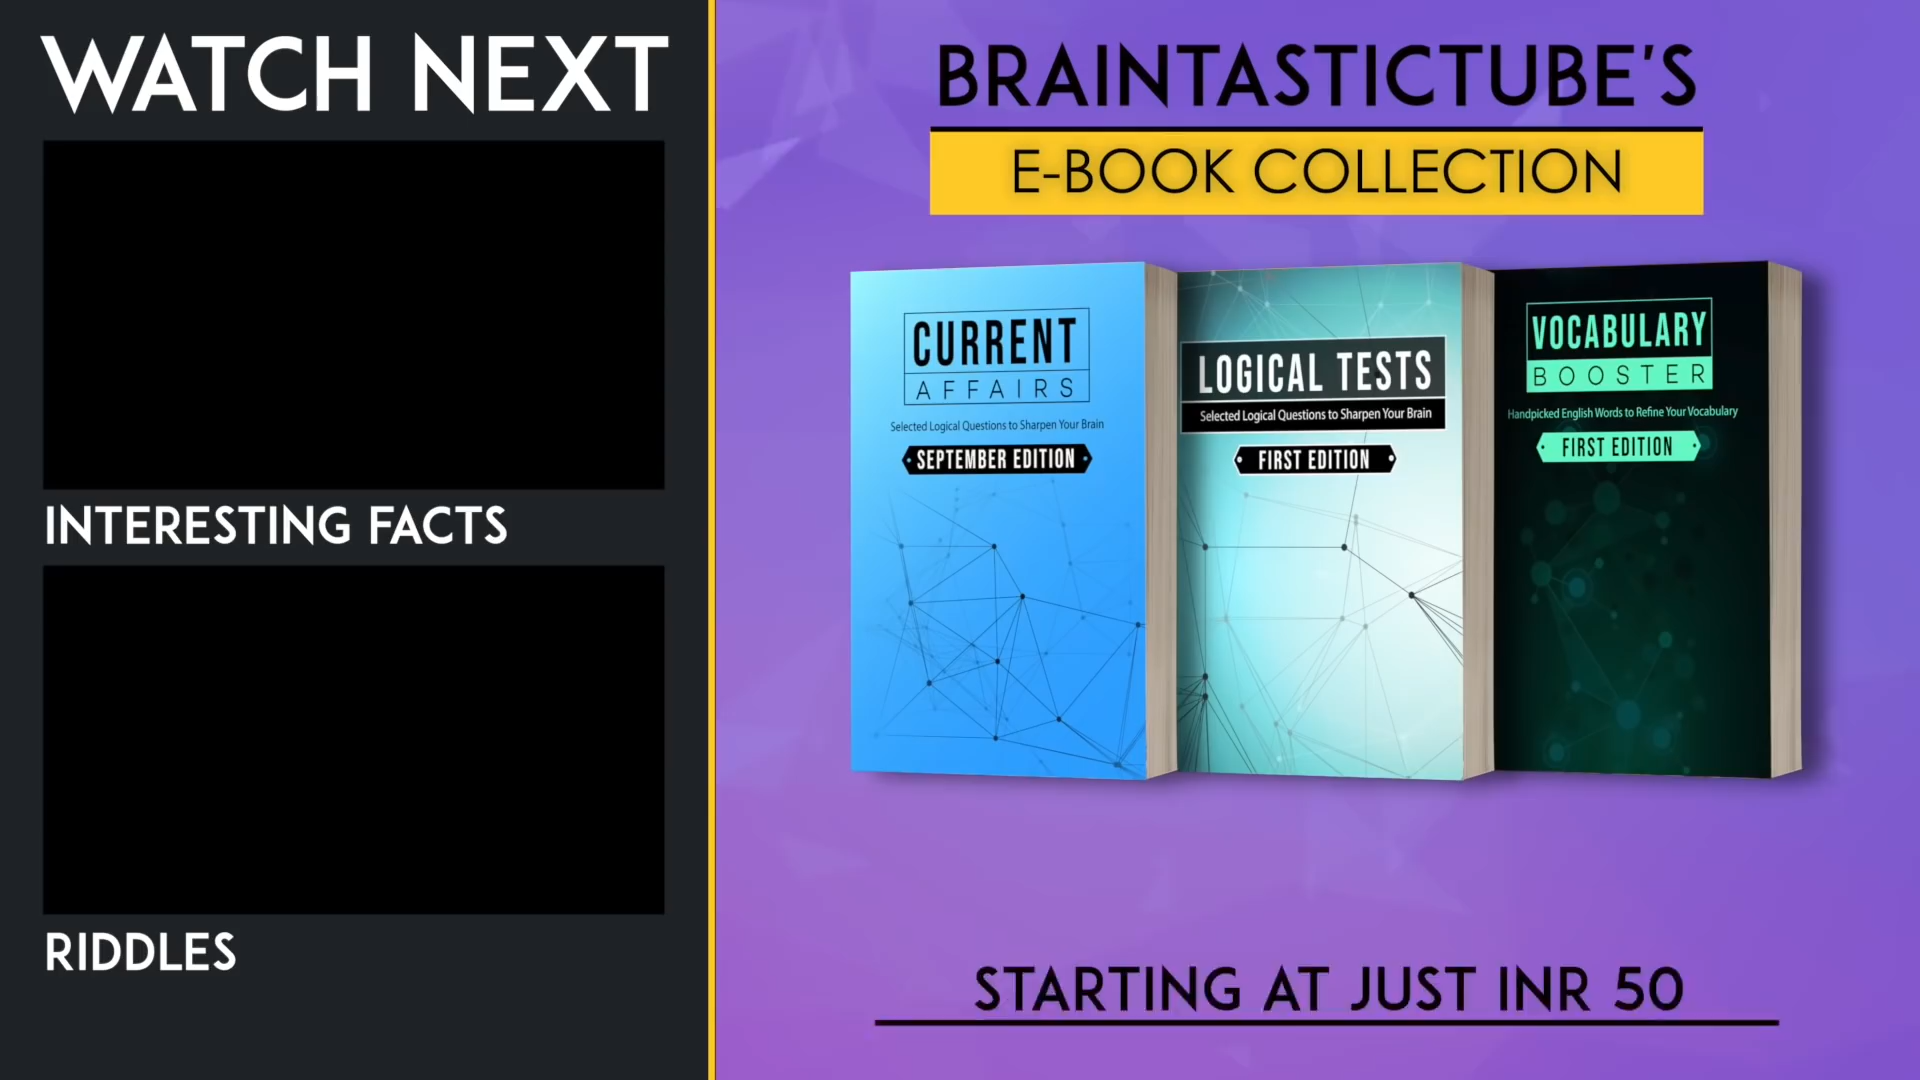 WATCH NEXT
INTERESTING FACTS
RIDDLES
BRAINTASTICTUBE'S
E-BOOK COLLECTION
CURRENT
AFFAIRS
Selected Logical Questions to Sharpen Your Brain
SEPTEMBER EDITION
LOGICAL TESTS
Selected Logical Questions to Sharpen Your Brain
FIRST EDITION
VOCABULARY
BOOSTER
Handpicked English Words to Refine Your Vocabulary
FIRST EDITION
STARTING AT JUST INR 50